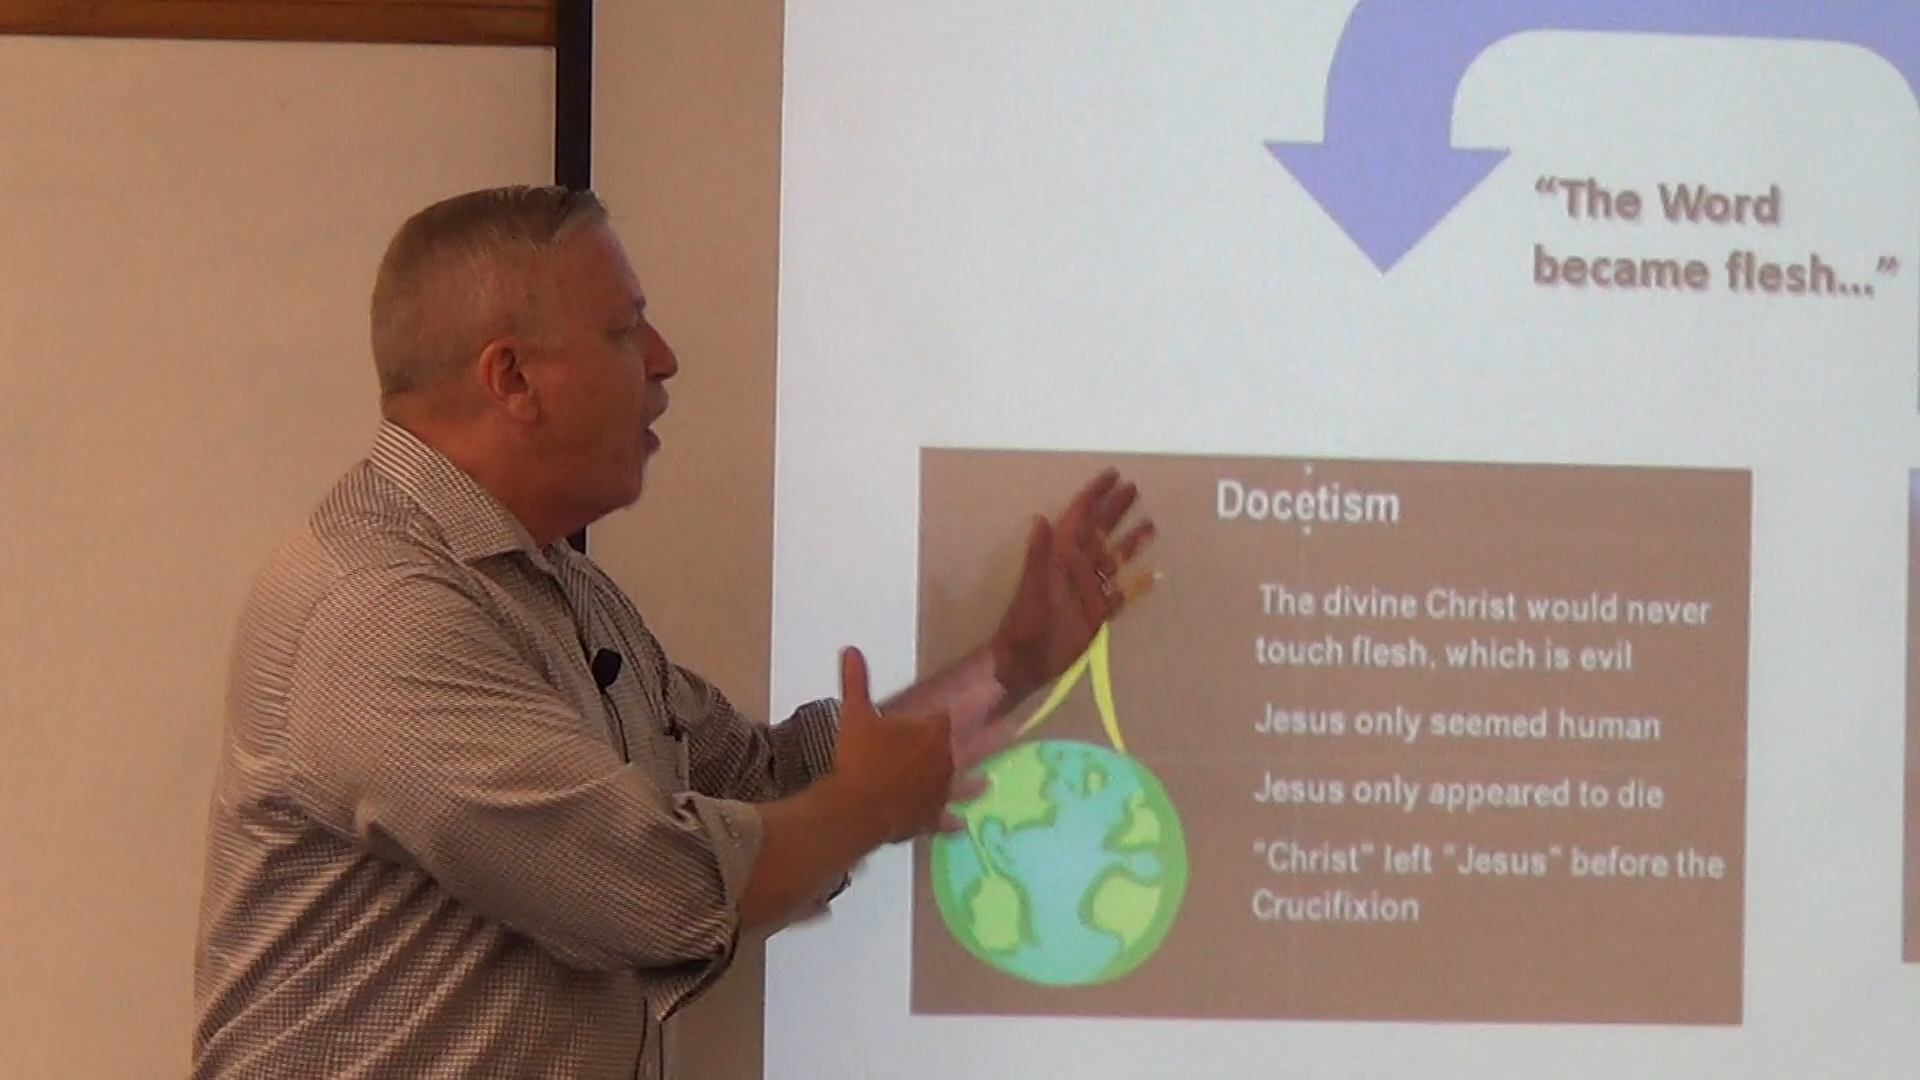 “The Word
became flesh...”
Docetism
The divine Christ would never
touch flesh, which is evil
Jesus only seemed human
Jesus only appeared to die
"Christ" left "Jesus" before the
Crucifixion